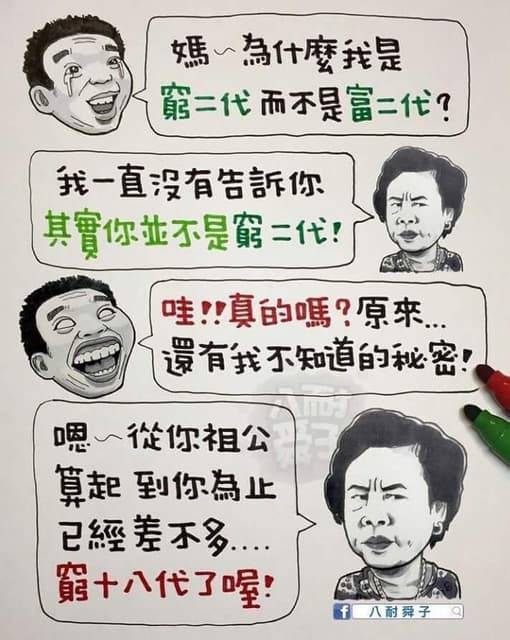 媽～為什麼我是
窮二代而不是富二代？
我一直沒有告訴你
其實你並不是窮二代！
哇！！真的嗎？原來...
還有我不知道的秘密！
八耐
舜子
嗯～從你祖公
算起 到你為止
已經差不多....
窮十八代了喔！
f 八耐舜子